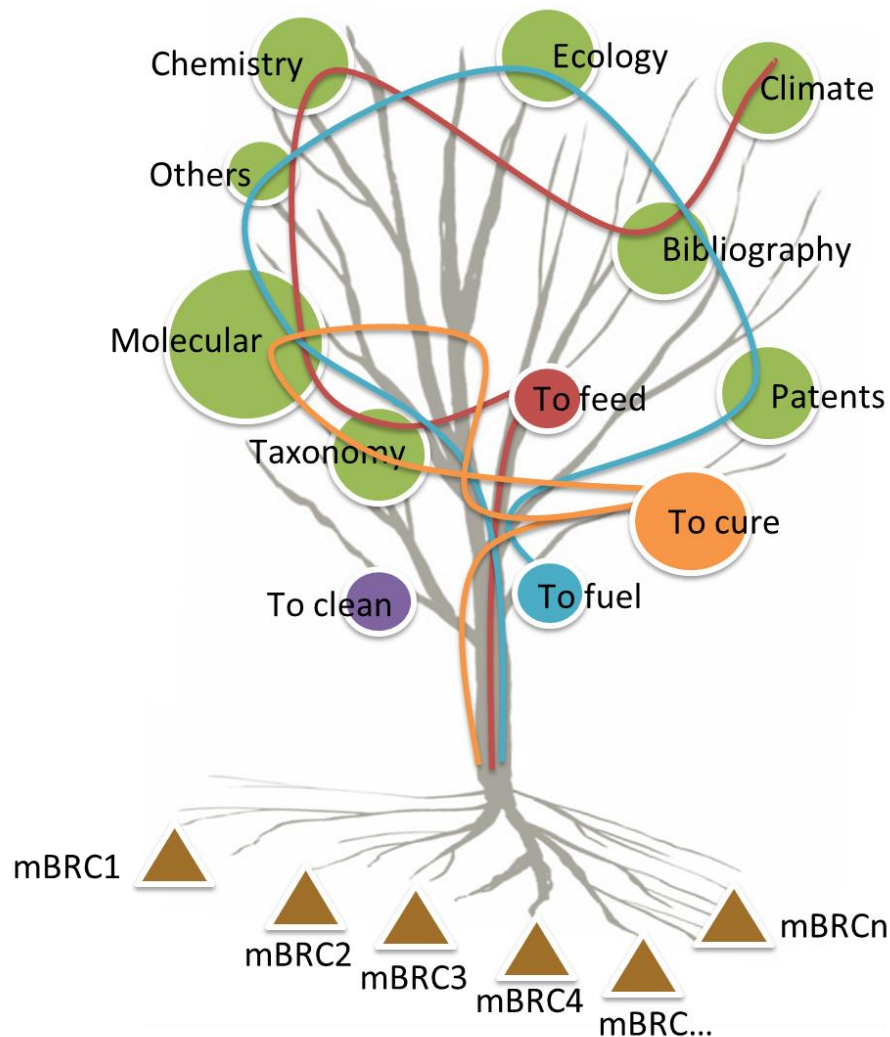 Chemistry
Ecology
Climate
Others
Bibliography
Molecular
To feed
Patents
Taxonomy
To cure
To clean
To fuel
mBRC1
mBRC2
mBRC3
mBRC4
mBRC...
mBRCn